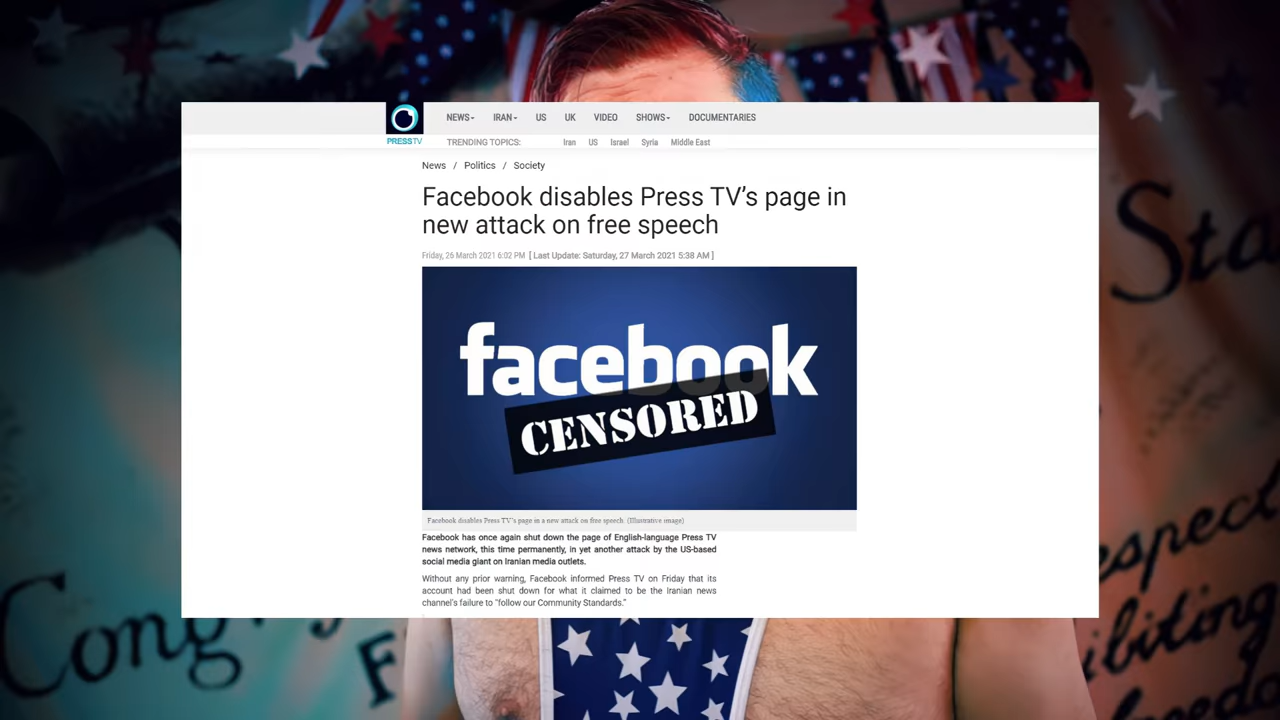 NEWS IRAN US UK VIDEO SHOWS DOCUMENTARIES
PRESSTV
TRENDING TOPICS: Iran US Israel Syria Middle East
News / Politics / Society
Facebook disables Press TV’s page in
new attack on free speech
Friday, 26 March 2021 6:02 PM [ Last Update: Saturday, 27 March 2021 5:38 AM ]
facebook
CENSORED
Facebook disables Press TV's page in a new attack on free speech. (Illustrative image)
Facebook has once again shut down the page of English-language Press TV
news network, this time permanently, in yet another attack by the US-based
social media giant on Iranian media outlets.
Without any prior warning, Facebook informed Press TV on Friday that its
account had been shut down for what it claimed to be the Iranian news
channel's failure to “follow our Community Standards.”
Sta
Cong
F
espect
ibiting